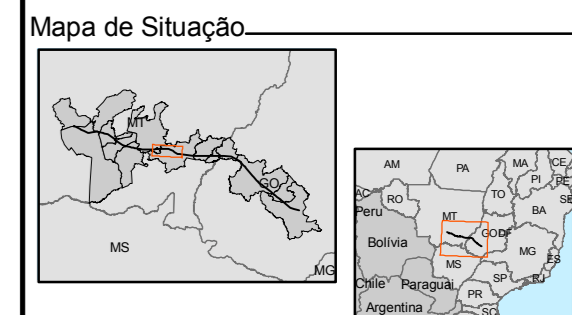 Mapa de Situação
MT
GO
MS
MG
AM
PA
MA
CE
PI
PE
AC
RO
TO
SE
BA
Peru
MT
GO
DF
Bolívia
MG
ES
MS
SP
RJ
Chile
Paraguai
PR
Argentina
SC